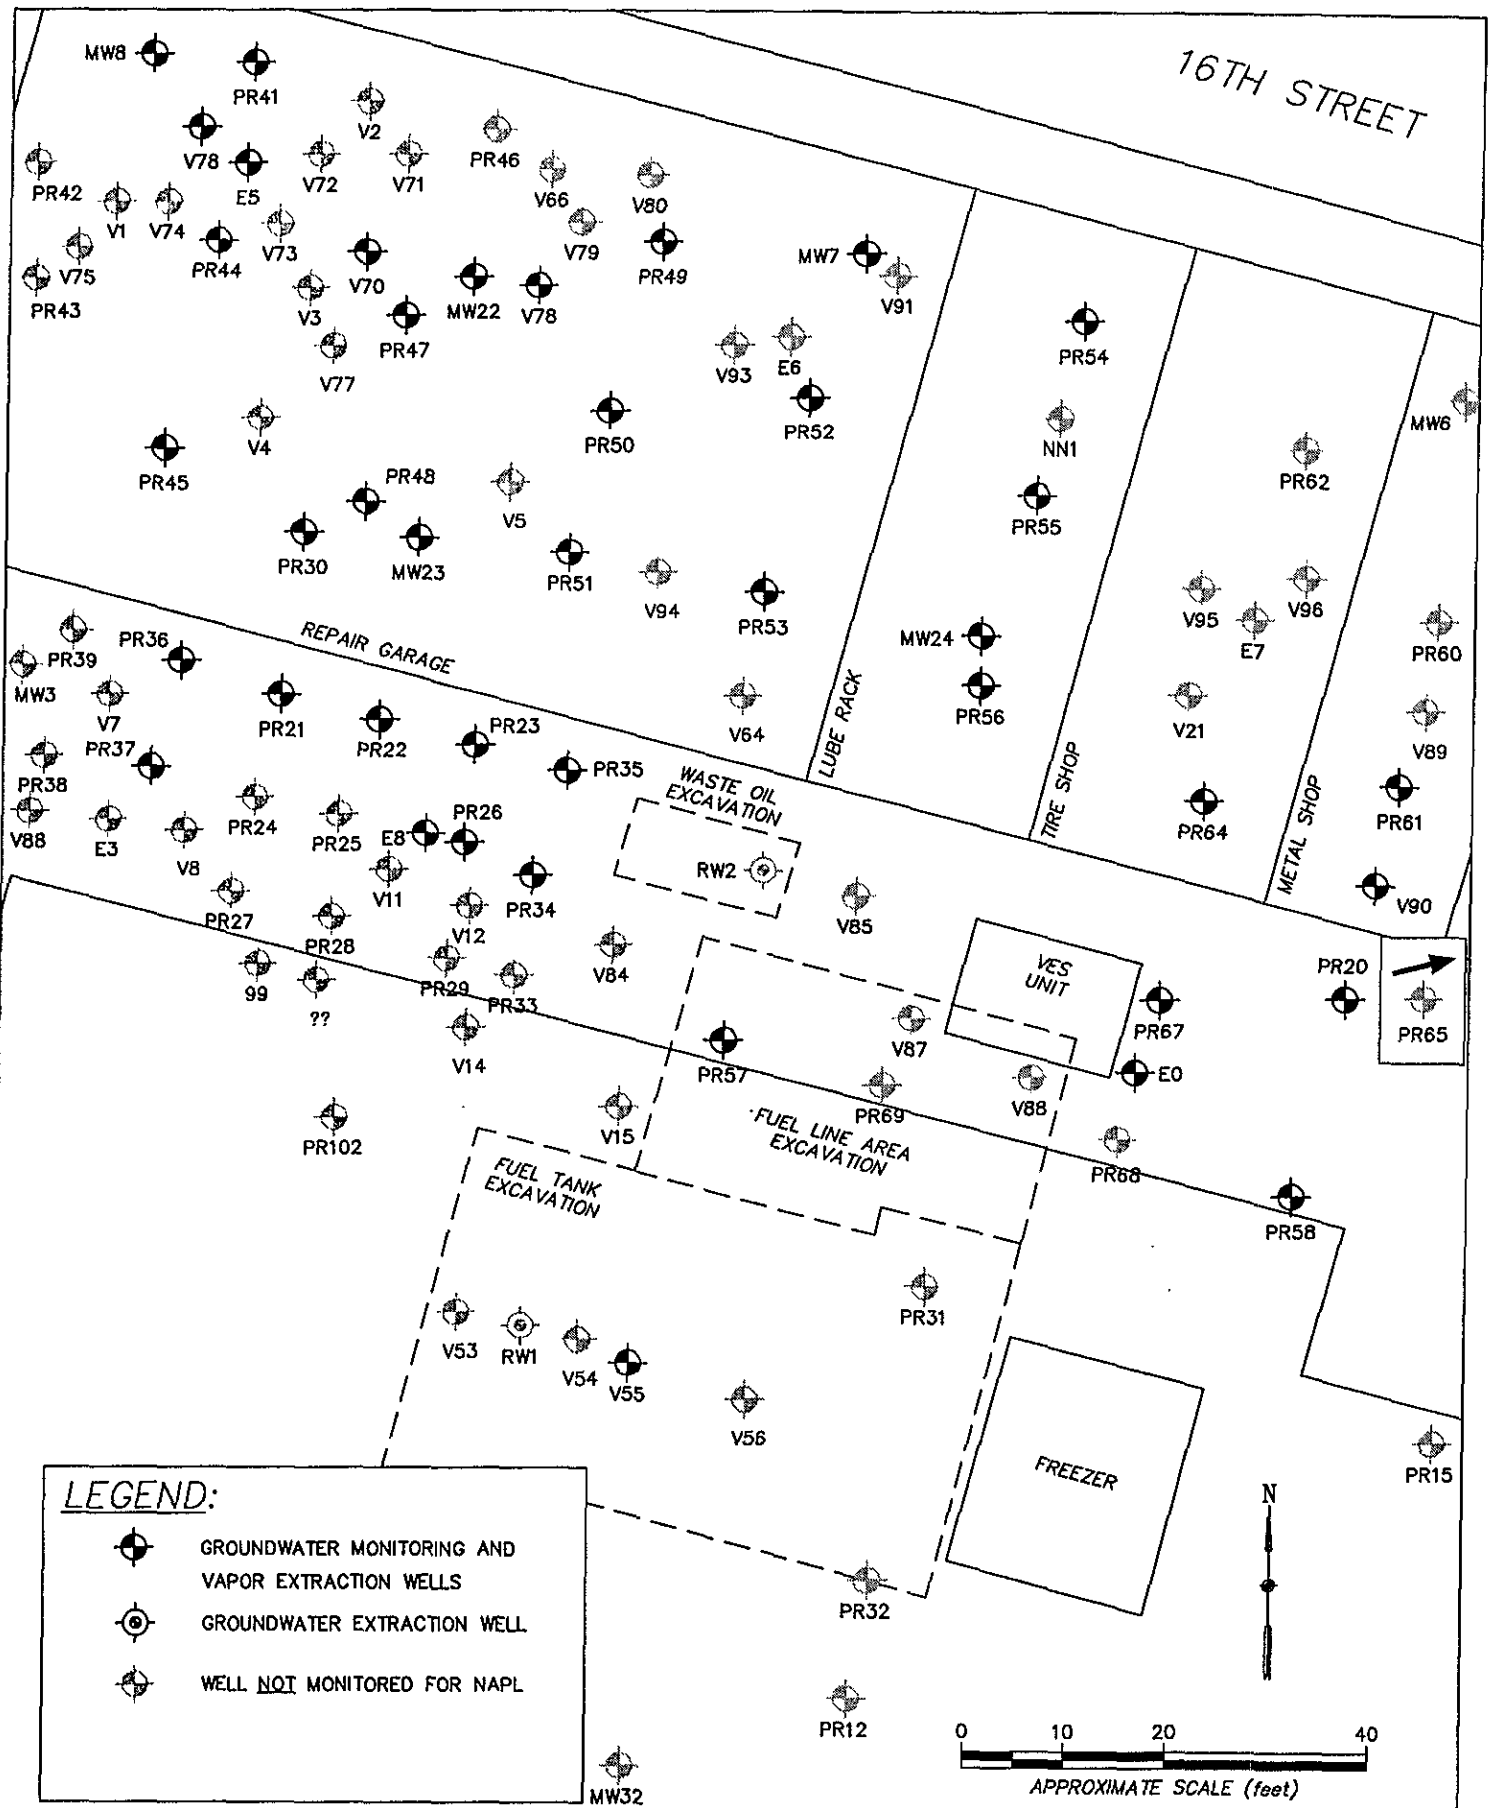 16TH STREET
MW8
PR41
V2
V78
PR46
E5
V72
V71
V66
V80
PR42
V1
V74
V75
PR44
V73
V79
PR49
MW7
V91
PR43
V3
V70
MW22
V78
PR47
V77
V93
E6
PR54
PR52
MW6
V4
PR50
NN1
PR62
PR45
PR48
V5
PR55
PR30
MW23
PR51
V94
PR53
V95
V96
E7
PR60
REPAIR GARAGE
PR39
PR36
MW24
MW3
V7
PR21
PR22
PR23
PR56
V64
V21
V89
LUBE RACK
TIRE SHOP
METAL SHOP
PR37
PR38
PR35
WASTE OIL
EXCAVATION
V88
E3
V8
PR24
PR25
E8
PR26
PR64
PR61
RW2
V11
PR27
PR34
V12
V85
V90
PR28
V84
99
??
PR29
PR33
VES
UNIT
PR20
PR65
PR67
V87
V14
PR57
E0
V88
PR69
PR102
V15
FUEL LINE AREA
EXCAVATION
PR68
FUEL TANK
EXCAVATION
PR58
PR31
V53
RW1
V54
V55
V56
FREEZER
PR15
N
LEGEND:
GROUNDWATER MONITORING AND
VAPOR EXTRACTION WELLS
GROUNDWATER EXTRACTION WELL
WELL NOT MONITORED FOR NAPL
PR32
PR12
MW32
0 10 20 40
APPROXIMATE SCALE (feet)